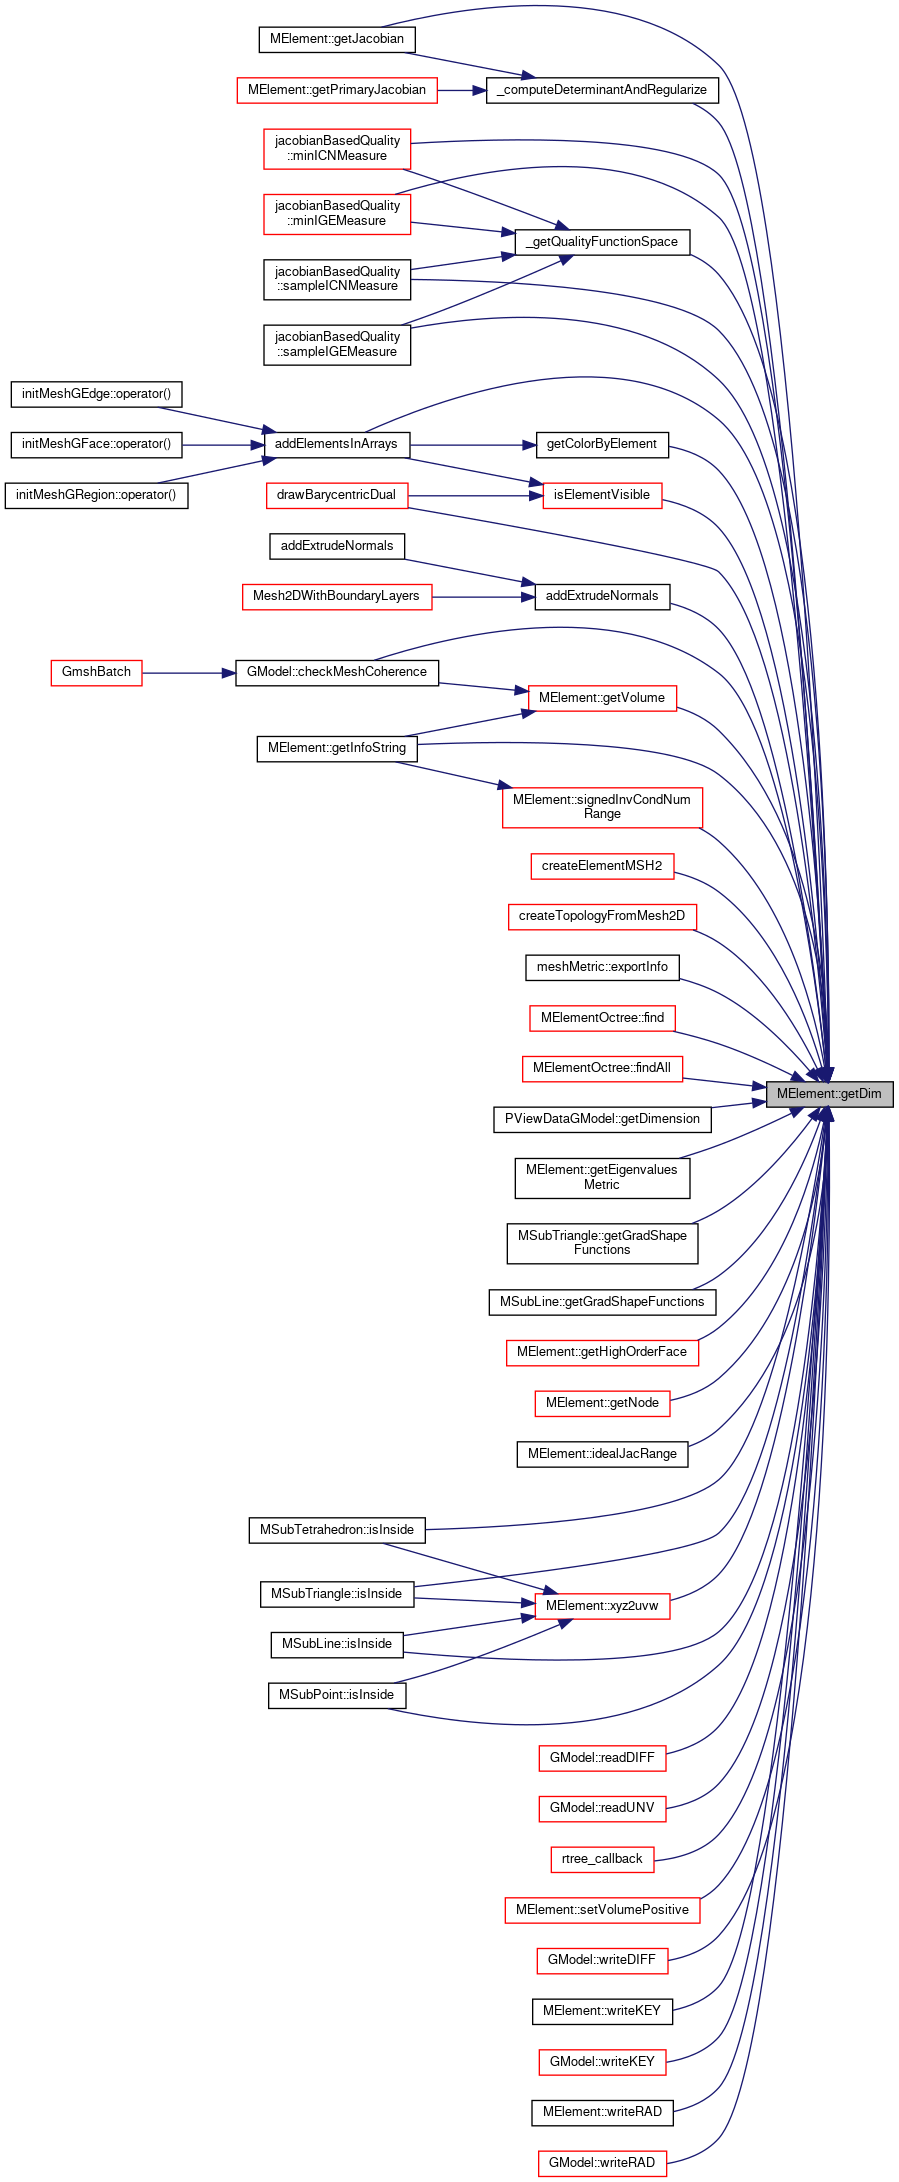 MElement::getJacobian
MElement::getPrimaryJacobian
_computeDeterminantAndRegularize
jacobianBasedQuality
::minICNMeasure
jacobianBasedQuality
::minIGEMeasure
_getQualityFunctionSpace
jacobianBasedQuality
::sampleICNMeasure
jacobianBasedQuality
::sampleIGEMeasure
initMeshGEdge::operator()
initMeshGFace::operator()
addElementsInArrays
getColorByElement
initMeshGRegion::operator()
drawBarycentricDual
isElementVisible
addExtrudeNormals
Mesh2DWithBoundaryLayers
addExtrudeNormals
GmshBatch
GModel::checkMeshCoherence
MElement::getVolume
MElement::getInfoString
MElement::signedInvCondNum
Range
createElementMSH2
createTopologyFromMesh2D
meshMetric::exportInfo
MElementOctree::find
MElementOctree::findAll
MElement::getDim
PViewDataGModel::getDimension
MElement::getEigenvalues
Metric
MSubTriangle::getGradShape
Functions
MSubLine::getGradShapeFunctions
MElement::getHighOrderFace
MElement::getNode
MElement::idealJacRange
MSubTetrahedron::isInside
MSubTriangle::isInside
MElement::xyz2uvw
MSubLine::isInside
MSubPoint::isInside
GModel::readDIFF
GModel::readUNV
rtree_callback
MElement::setVolumePositive
GModel::writeDIFF
MElement::writeKEY
GModel::writeKEY
MElement::writeRAD
GModel::writeRAD